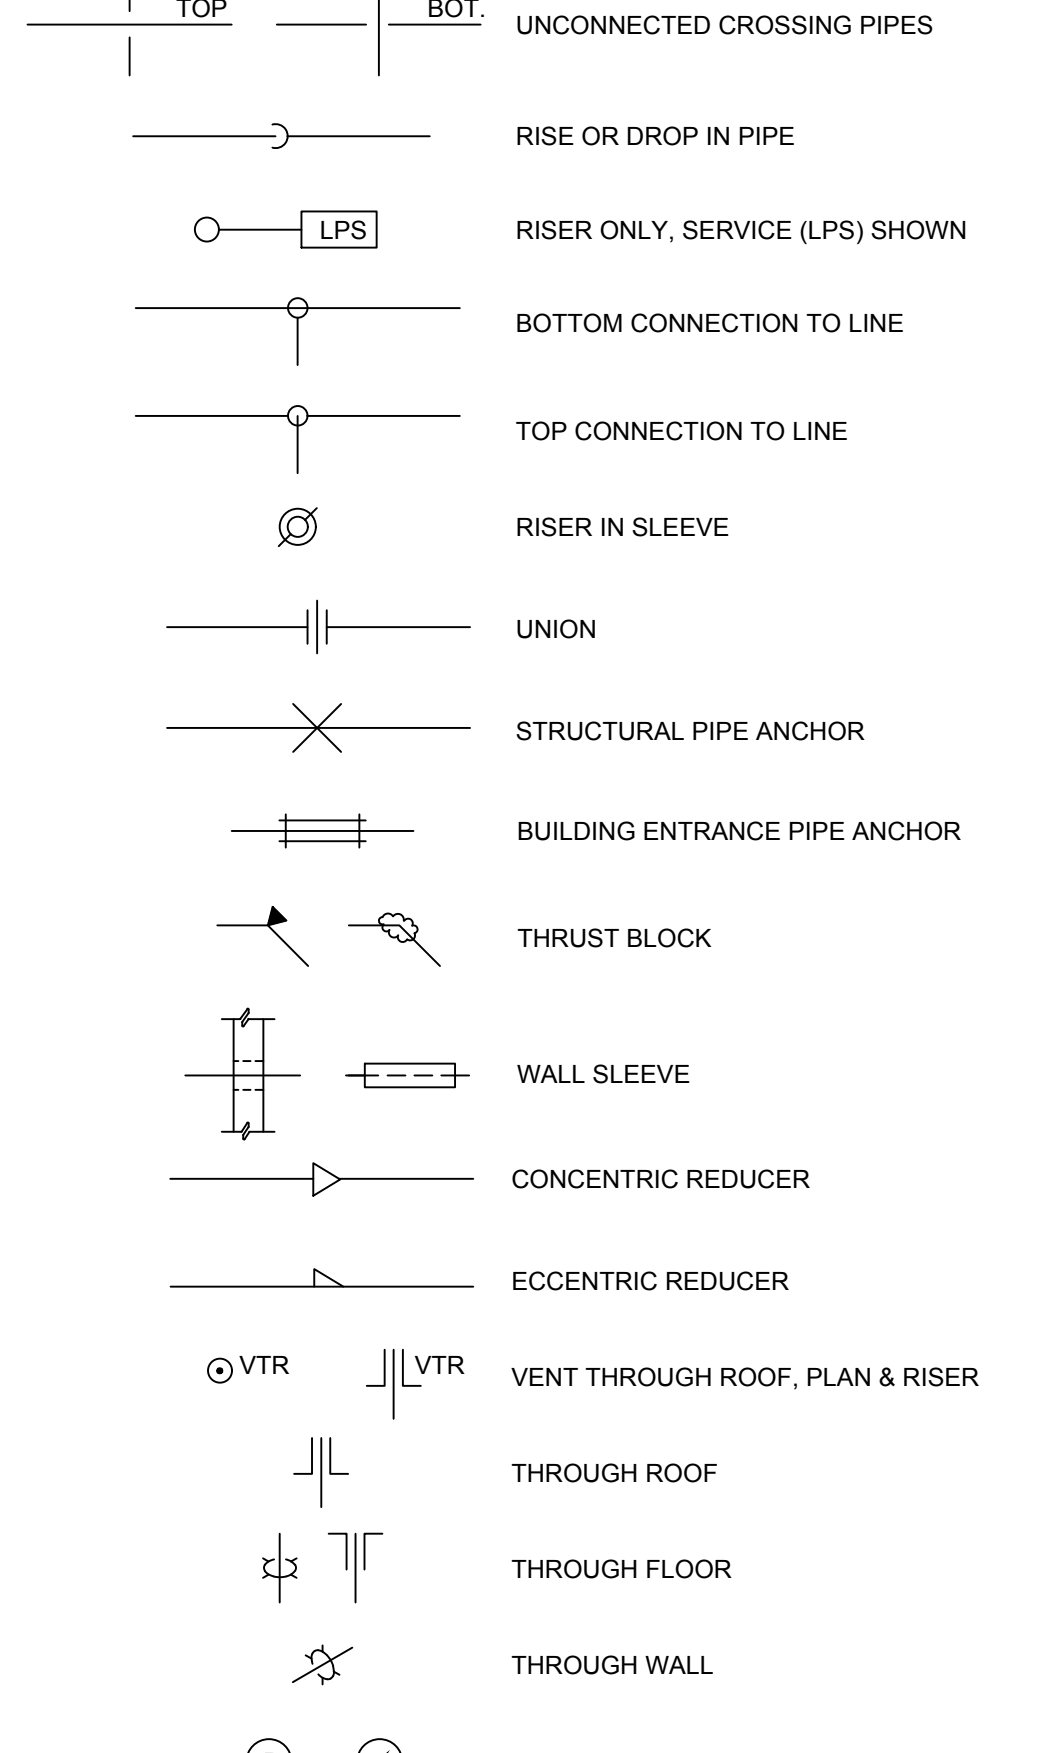 TOP
BOT.
UNCONNECTED CROSSING PIPES
RISE OR DROP IN PIPE
LPS
RISER ONLY, SERVICE (LPS) SHOWN
BOTTOM CONNECTION TO LINE
TOP CONNECTION TO LINE
RISER IN SLEEVE
UNION
STRUCTURAL PIPE ANCHOR
BUILDING ENTRANCE PIPE ANCHOR
THRUST BLOCK
WALL SLEEVE
CONCENTRIC REDUCER
ECCENTRIC REDUCER
VTR
VTR
VENT THROUGH ROOF, PLAN & RISER
THROUGH ROOF
THROUGH FLOOR
THROUGH WALL